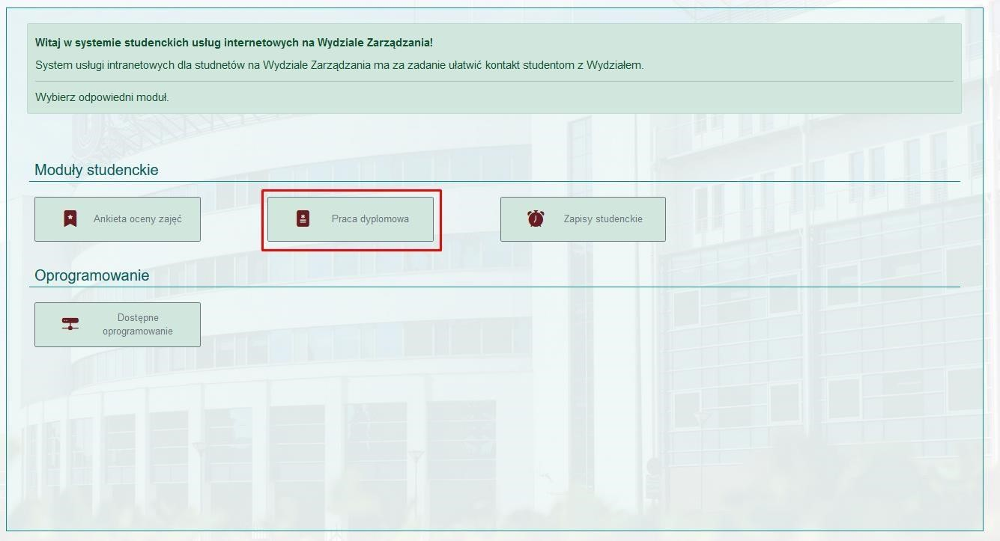 Witaj w systemie studenckich usług internetowych na Wydziale Zarządzania!
System usługi intranetowych dla studnetów na Wydziale Zarządzania ma za zadanie ułatwić kontakt studentom z Wydziałem.
Wybierz odpowiedni moduł.
Moduły studenckie
Ankieta oceny zajęć
Praca dyplomowa
Zapisy studenckie
Oprogramowanie
Dostępne
oprogramowanie